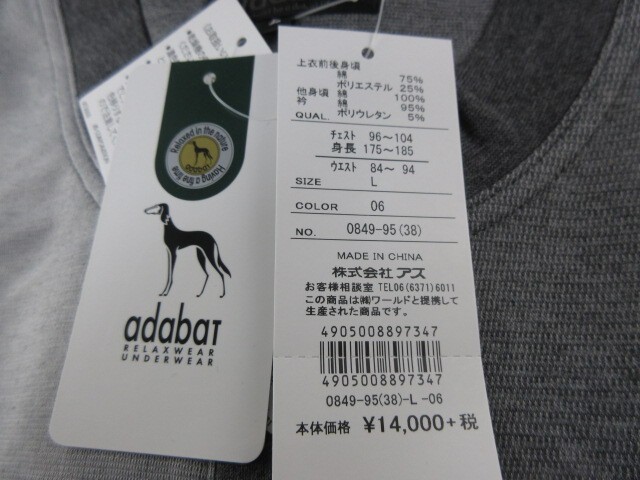 Relaxed in the nature
adabat
Having a fine time
adabat
RELAXWEAR
UNDERWEAR
上衣前後身頃
綿 75%
ポリエステル 25%
他身頃 綿 100%
衿 綿 95%
QUAL. ポリウレタン 5%
チェスト 96～104
身長 175～185
ウエスト 84～ 94
SIZE L
COLOR 06
NO. 0849-95(38)
MADE IN CHINA
株式会社 アズ
お客様相談室 TEL06(6371)6011
この商品は㈱ワールドと提携して
生産された商品です。
4905008897347
4905008897347
0849-95(38)-L -06
本体価格 ¥14,000+税